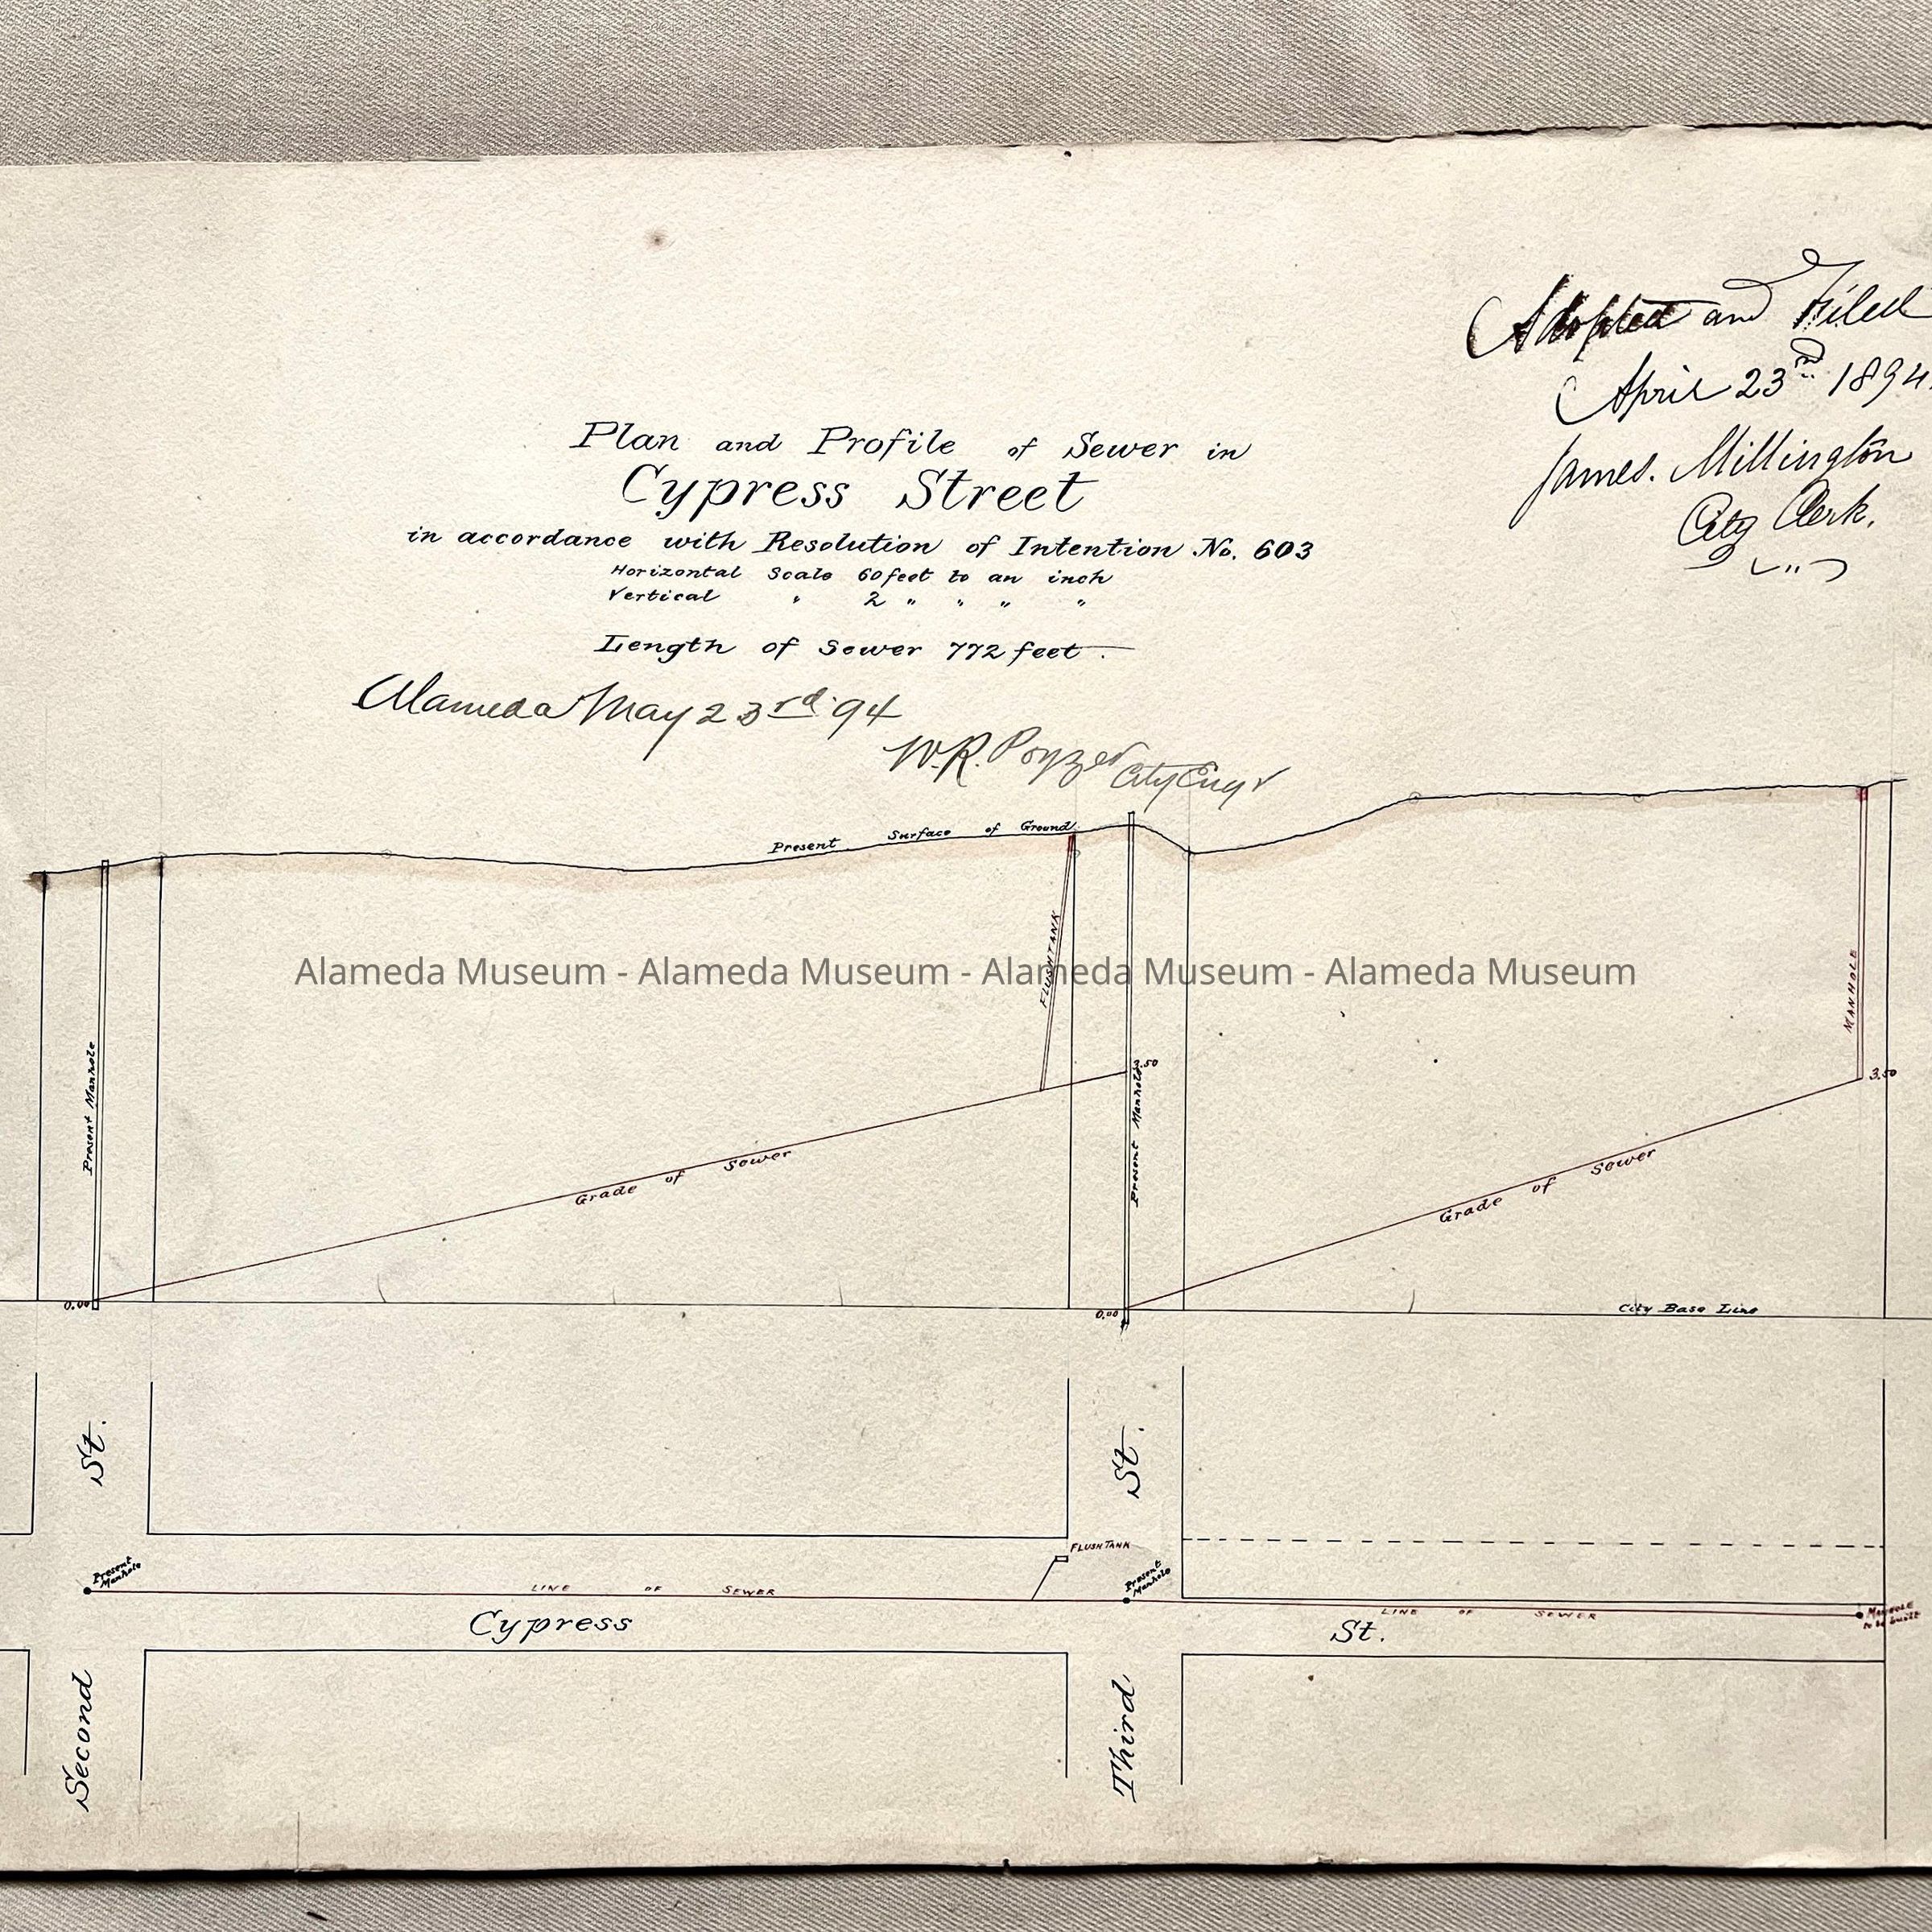 Adopted and Filed
April 23rd 1894.
James. Millington
City Clerk.
Plan and Profile of Sewer in
Cypress Street
in accordance with Resolution of Intention No. 603
Horizontal Scale 60 feet to an inch
Vertical " 2 " " " "
Length of Sewer 772 feet.
Alameda May 23rd 94
W.R. Poyzer City Engr
Present Surface of Ground
FLUSHTANK
Alameda Museum - Alameda Museum - Alameda Museum - Alameda Museum
MANHOLE
Present Manhole
3.50
Present Manhole
3.50
Grade of Sewer
Grade of Sewer
0.00
0.00
City Base Line
St.
St.
FLUSH TANK
Present
Manhole
Present
Manhole
LINE OF SEWER
LINE OF SEWER
MANHOLE
to be built
Cypress
St.
Second
Third